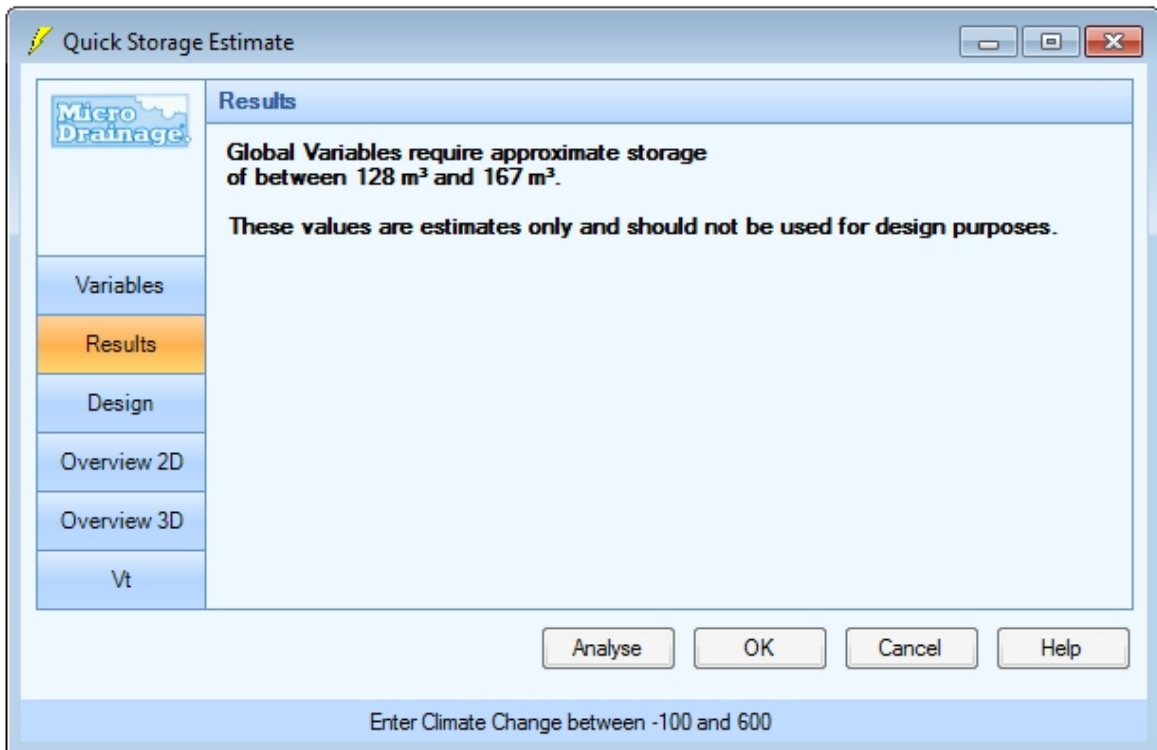 Quick Storage Estimate
Micro
Drainage.
Results
Global Variables require approximate storage
of between 128 m³ and 167 m³.
These values are estimates only and should not be used for design purposes.
Variables
Results
Design
Overview 2D
Overview 3D
Vt
Analyse OK Cancel Help
Enter Climate Change between -100 and 600